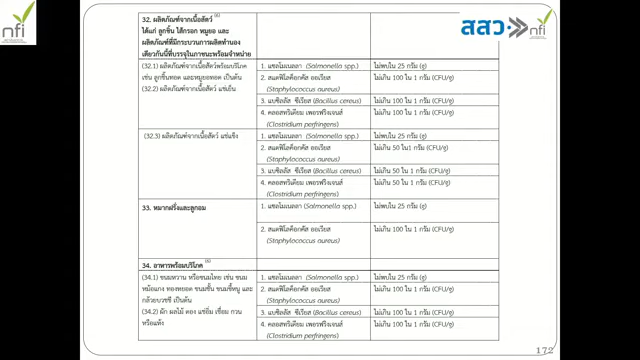 nfi
สสว
nfi
32. ผลิตภัณฑ์จากเนื้อสัตว์ (6)
ได้แก่ ลูกชิ้น ไส้กรอก หมูยอ และ
ผลิตภัณฑ์ที่มีกระบวนการผลิตทำนอง
เดียวกันนี้ที่บรรจุในภาชนะพร้อมจำหน่าย
(32.1) ผลิตภัณฑ์จากเนื้อสัตว์พร้อมบริโภค
เช่น ลูกชิ้นทอด และหมูยอทอด เป็นต้น
(32.2) ผลิตภัณฑ์จากเนื้อสัตว์ แช่เย็น
1. แซลโมเนลลา (Salmonella spp.) ไม่พบใน 25 กรัม (g)
2. สแตฟิโลค็อกคัส ออเรียส ไม่เกิน 100 ใน 1 กรัม (CFU/g)
(Staphylococcus aureus)
3. แบซิลลัส ซีเรียส (Bacillus cereus) ไม่เกิน 100 ใน 1 กรัม (CFU/g)
4. คลอสทริเดียม เพอร์ฟริงเจนส์ ไม่เกิน 100 ใน 1 กรัม (CFU/g)
(Clostridium perfringens)
(32.3) ผลิตภัณฑ์จากเนื้อสัตว์ แช่แข็ง
1. แซลโมเนลลา (Salmonella spp.) ไม่พบใน 25 กรัม (g)
2. สแตฟิโลค็อกคัส ออเรียส ไม่เกิน 50 ใน1 กรัม (CFU/g)
(Staphylococcus aureus)
3. แบซิลลัส ซีเรียส (Bacillus cereus) ไม่เกิน 50 ใน 1 กรัม (CFU/g)
4. คลอสทริเดียม เพอร์ฟริงเจนส์ ไม่เกิน 50 ใน 1 กรัม (CFU/g)
(Clostridium perfringens)
33. หมากฝรั่งและลูกอม
1. แซลโมเนลลา (Salmonella spp.) ไม่พบใน 25 กรัม (g)
2. สแตฟิโลค็อกคัส ออเรียส ไม่เกิน 100 ใน 1 กรัม (CFU/g)
(Staphylococcus aureus)
34. อาหารพร้อมบริโภค (6)
(34.1) ขนมหวาน หรือขนมไทย เช่น ขนม
หม้อแกง ทองหยอด ขนมชั้น ขนมขี้หนู และ
กล้วยบวชชี เป็นต้น
(34.2) ผัก ผลไม้ ดอง แช่อิ่ม เชื่อม กวน
หรือแห้ง
1. แซลโมเนลลา (Salmonella spp.) ไม่พบใน 25 กรัม (g)
2. สแตฟิโลค็อกคัส ออเรียส ไม่เกิน 100 ใน 1 กรัม (CFU/g)
(Staphylococcus aureus)
3. แบซิลลัส ซีเรียส (Bacillus cereus) ไม่เกิน 100 ใน 1 กรัม (CFU/g)
4. คลอสทริเดียม เพอร์ฟริงเจนส์ ไม่เกิน 100 ใน 1 กรัม (CFU/g)
(Clostridium perfringens)
172